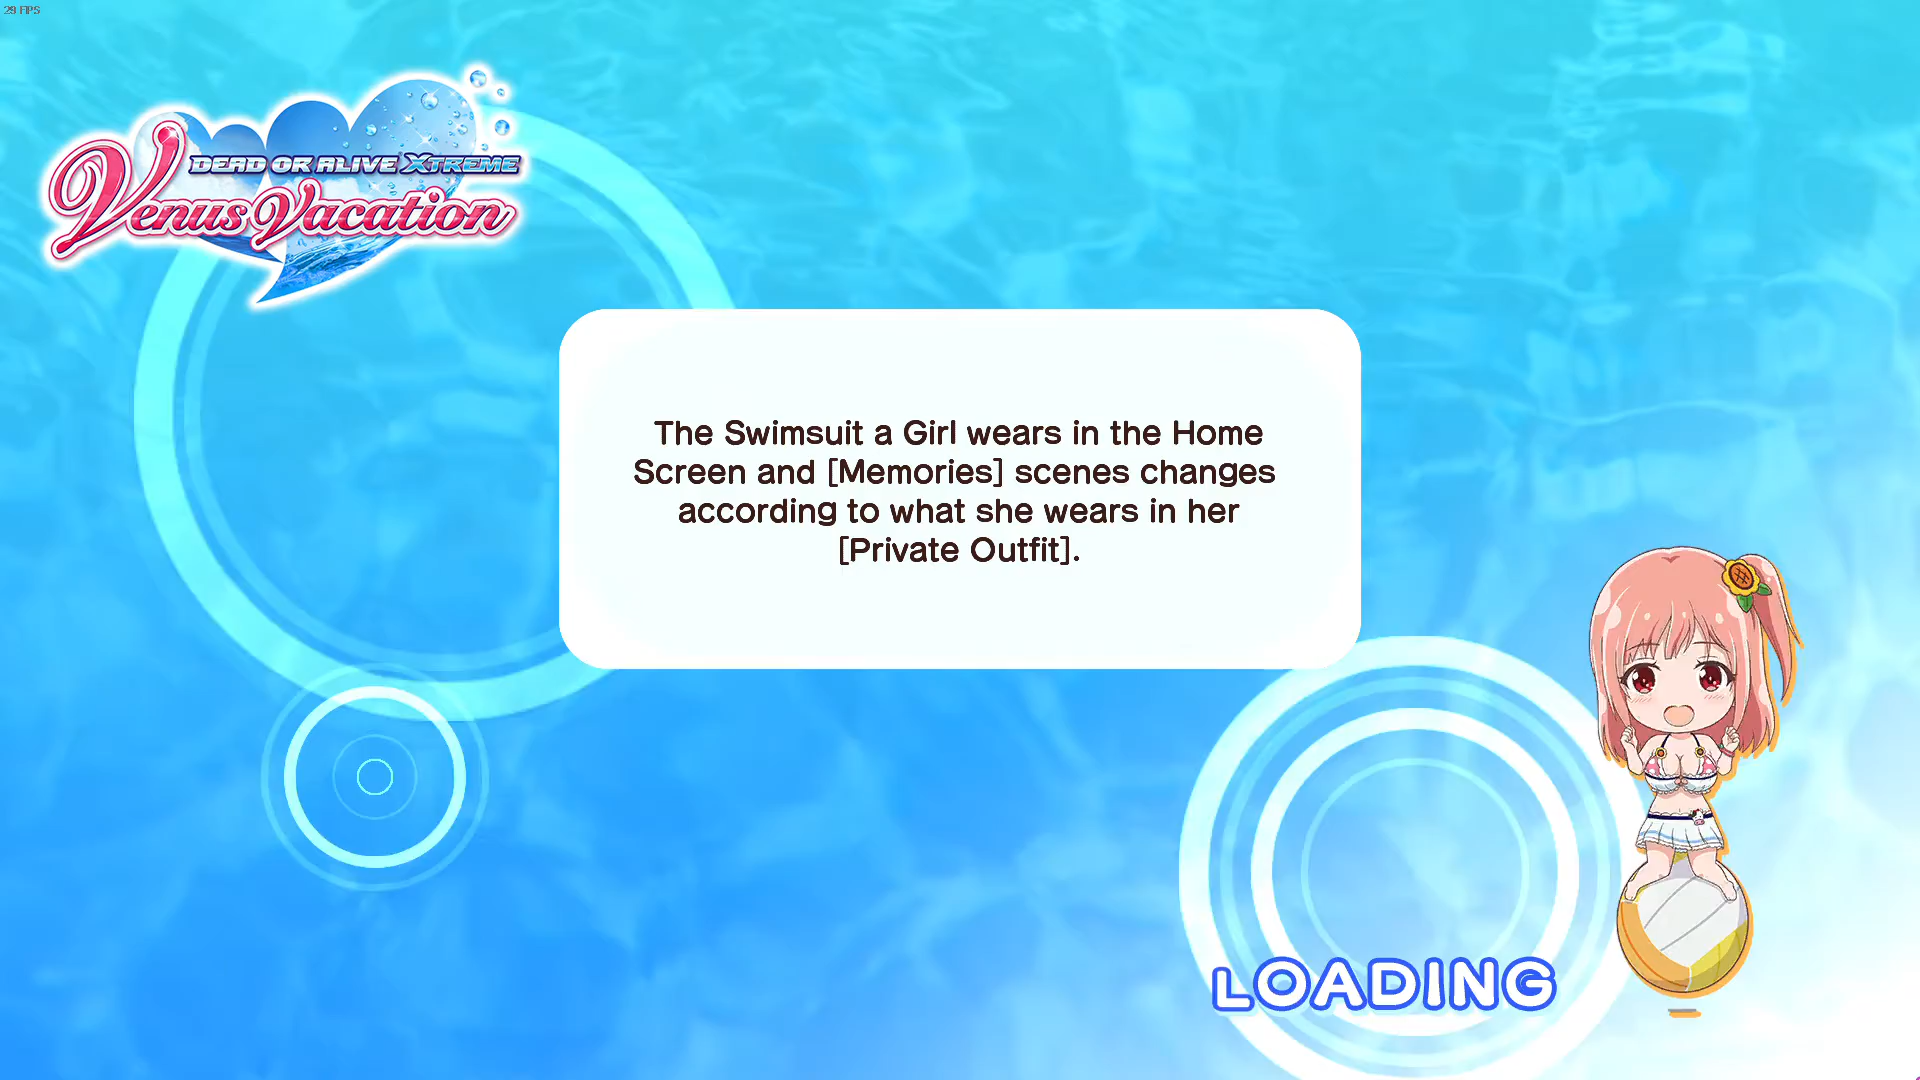 29 FPS
DEAD OR ALIVE XTREME
Venus Vacation
The Swimsuit a Girl wears in the Home
Screen and [Memories] scenes changes
according to what she wears in her
[Private Outfit].
LOADING